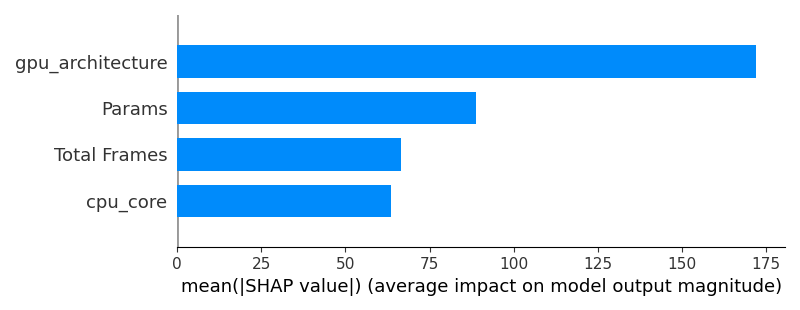 gpu_architecture
Params
Total Frames
cpu_core
0 25 50 75 100 125 150 175
mean(|SHAP value|) (average impact on model output magnitude)